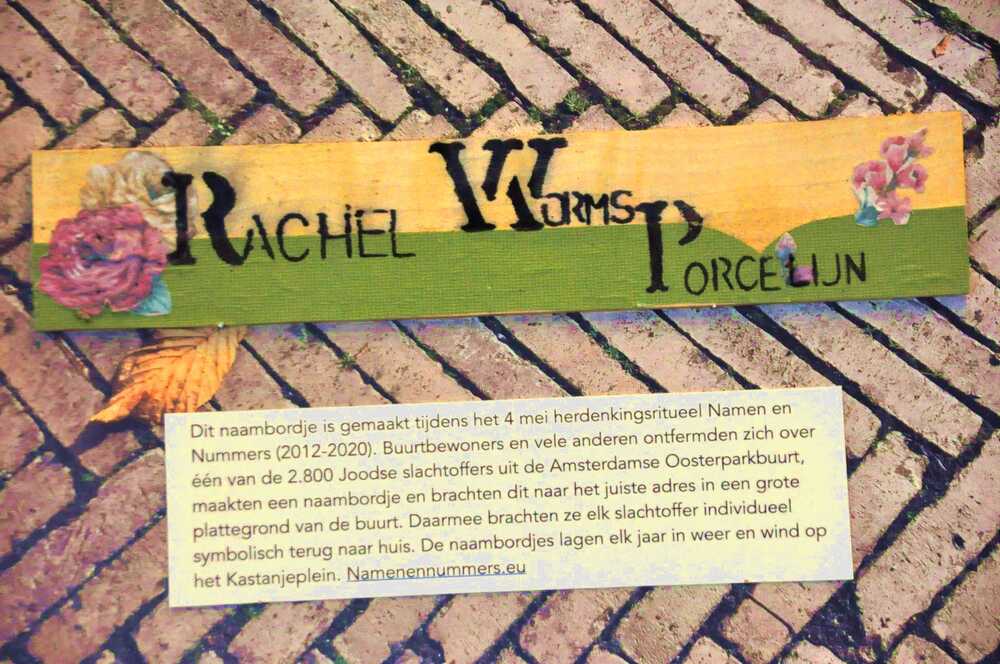 RACHEL WORMS
PORCELIJN
Dit naambordje is gemaakt tijdens het 4 mei herdenkingsritueel Namen en
Nummers (2012-2020). Buurtbewoners en vele anderen ontfermden zich over
één van de 2.800 Joodse slachtoffers uit de Amsterdamse Oosterparkbuurt,
maakten een naambordje en brachten dit naar het juiste adres in een grote
plattegrond van de buurt. Daarmee brachten ze elk slachtoffer individueel
symbolisch terug naar huis. De naambordjes lagen elk jaar in weer en wind op
het Kastanjeplein. Namenennummers.eu